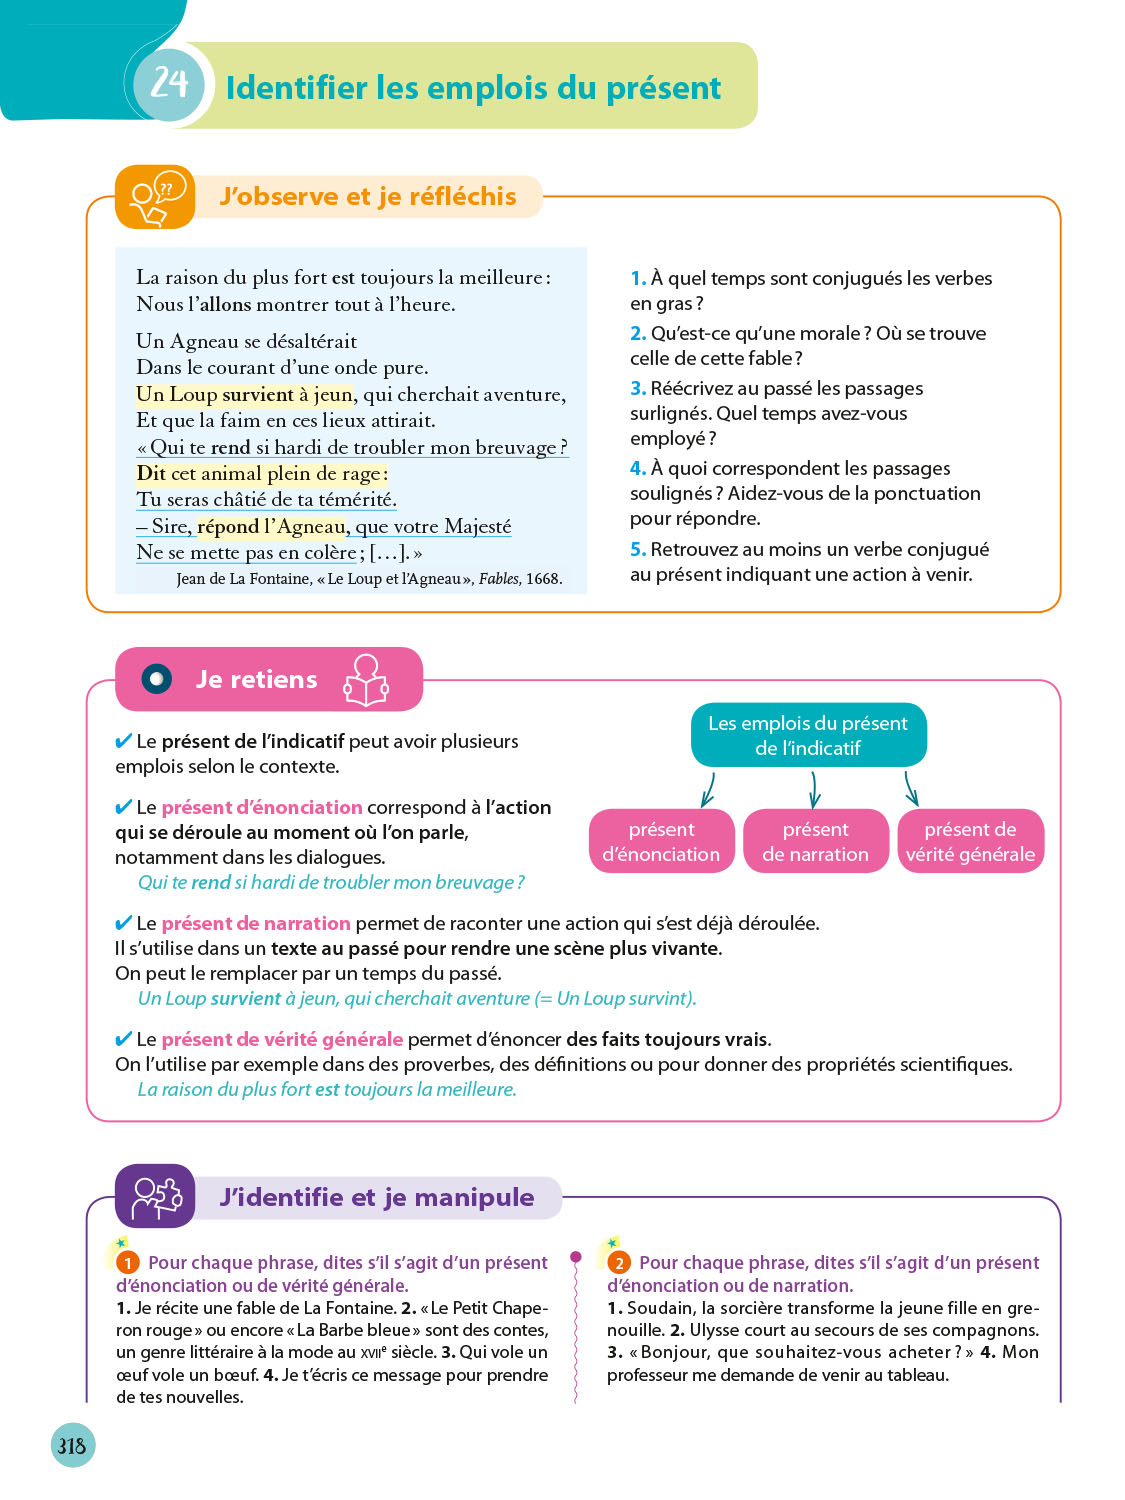 24
Identifier les emplois du présent
??
J'observe et je réfléchis
La raison du plus fort est toujours la meilleure :
Nous l'allons montrer tout à l'heure.
Un Agneau se désaltérait
Dans le courant d'une onde pure.
Un Loup survient à jeun, qui cherchait aventure,
Et que la faim en ces lieux attirait.
« Qui te rend si hardi de troubler mon breuvage ?
Dit cet animal plein de rage :
Tu seras châtié de ta témérité.
– Sire, répond l'Agneau, que votre Majesté
Ne se mette pas en colère ; […]. »
Jean de La Fontaine, « Le Loup et l'Agneau », Fables, 1668.
1. À quel temps sont conjugués les verbes
en gras ?
2. Qu'est-ce qu'une morale ? Où se trouve
celle de cette fable ?
3. Réécrivez au passé les passages
surlignés. Quel temps avez-vous
employé ?
4. À quoi correspondent les passages
soulignés ? Aidez-vous de la ponctuation
pour répondre.
5. Retrouvez au moins un verbe conjugué
au présent indiquant une action à venir.
Je retiens
✔ Le présent de l'indicatif peut avoir plusieurs
emplois selon le contexte.
✔ Le présent d'énonciation correspond à l'action
qui se déroule au moment où l'on parle,
notamment dans les dialogues.
Qui te rend si hardi de troubler mon breuvage ?
Les emplois du présent
de l'indicatif
présent
d'énonciation
présent
de narration
présent de
vérité générale
✔ Le présent de narration permet de raconter une action qui s'est déjà déroulée.
Il s'utilise dans un texte au passé pour rendre une scène plus vivante.
On peut le remplacer par un temps du passé.
Un Loup survient à jeun, qui cherchait aventure (= Un Loup survint).
✔ Le présent de vérité générale permet d'énoncer des faits toujours vrais.
On l'utilise par exemple dans des proverbes, des définitions ou pour donner des propriétés scientifiques.
La raison du plus fort est toujours la meilleure.
J'identifie et je manipule
1 Pour chaque phrase, dites s'il s'agit d'un présent
d'énonciation ou de vérité générale.
1. Je récite une fable de La Fontaine. 2. « Le Petit Chape-
ron rouge » ou encore « La Barbe bleue » sont des contes,
un genre littéraire à la mode au XVIIe siècle. 3. Qui vole un
œuf vole un bœuf. 4. Je t'écris ce message pour prendre
de tes nouvelles.
2 Pour chaque phrase, dites s'il s'agit d'un présent
d'énonciation ou de narration.
1. Soudain, la sorcière transforme la jeune fille en gre-
nouille. 2. Ulysse court au secours de ses compagnons.
3. « Bonjour, que souhaitez-vous acheter ? » 4. Mon
professeur me demande de venir au tableau.
318